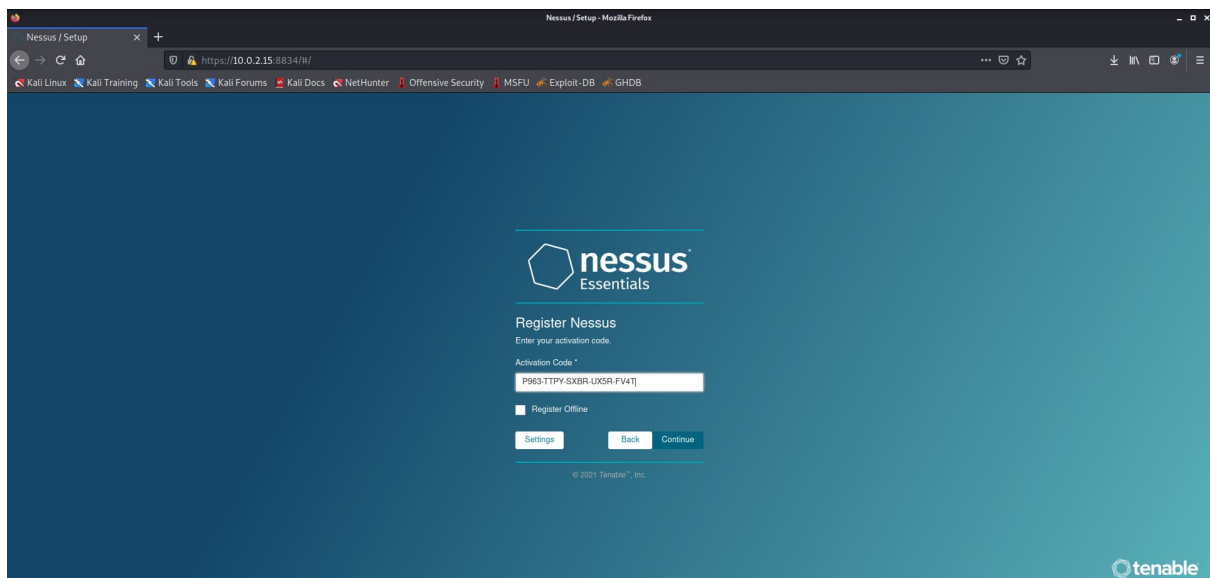 Nessus / Setup - Mozilla Firefox
Nessus / Setup
https://10.0.2.15:8834/#/
Kali Linux Kali Training Kali Tools Kali Forums Kali Docs NetHunter Offensive Security MSFU Exploit-DB GHDB
nessus
Essentials
Register Nessus
Enter your activation code.
Activation Code *
P963-TTPY-SXBR-UX5R-FV4T
Register Offline
Settings Back Continue
© 2021 Tenable™, Inc.
tenable